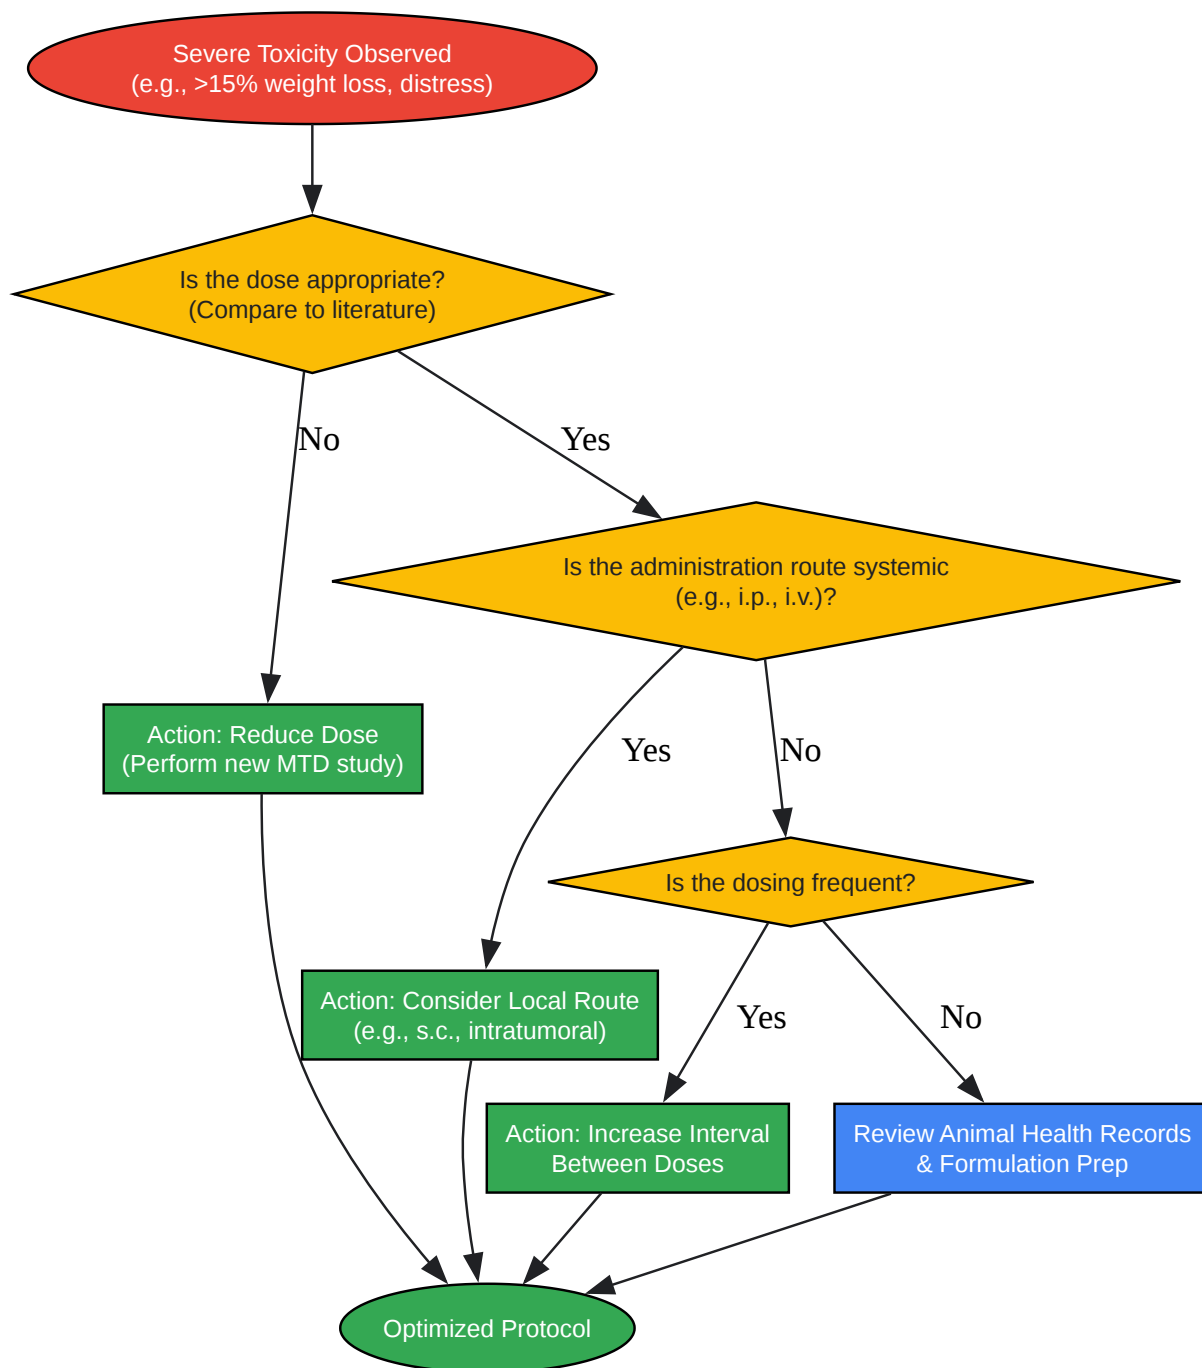 Severe Toxicity Observed
(e.g., >15% weight loss, distress)
Is the dose appropriate?
(Compare to literature)
No
Yes
Is the administration route systemic
(e.g., i.p., i.v.)?
Action: Reduce Dose
(Perform new MTD study)
Yes
No
Is the dosing frequent?
Action: Consider Local Route
(e.g., s.c., intratumoral)
Yes
No
Action: Increase Interval
Between Doses
Review Animal Health Records
& Formulation Prep
Optimized Protocol